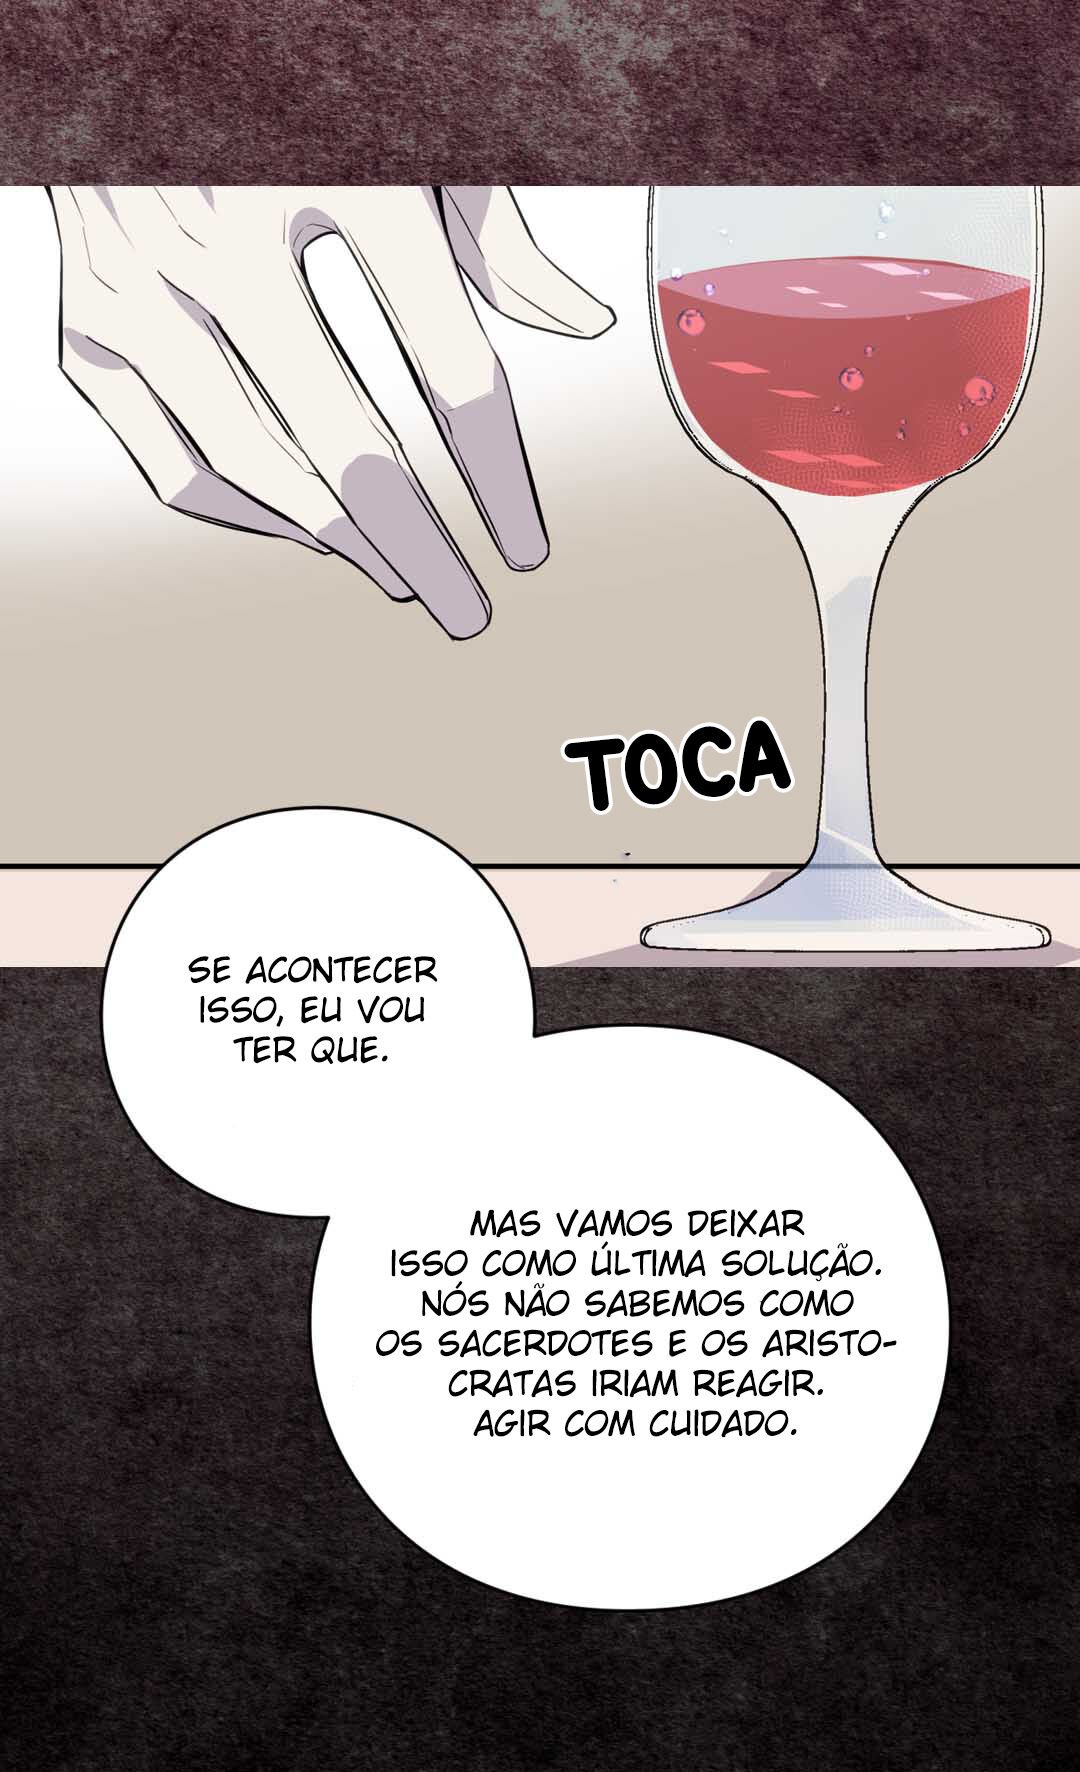 TOCA
SE ACONTECER
ISSO, EU VOU
TER QUE.
MAS VAMOS DEIXAR
ISSO COMO ÚLTIMA SOLUÇÃO.
NÓS NÃO SABEMOS COMO
OS SACERDOTES E OS ARISTO-
CRATAS IRIAM REAGIR.
AGIR COM CUIDADO.